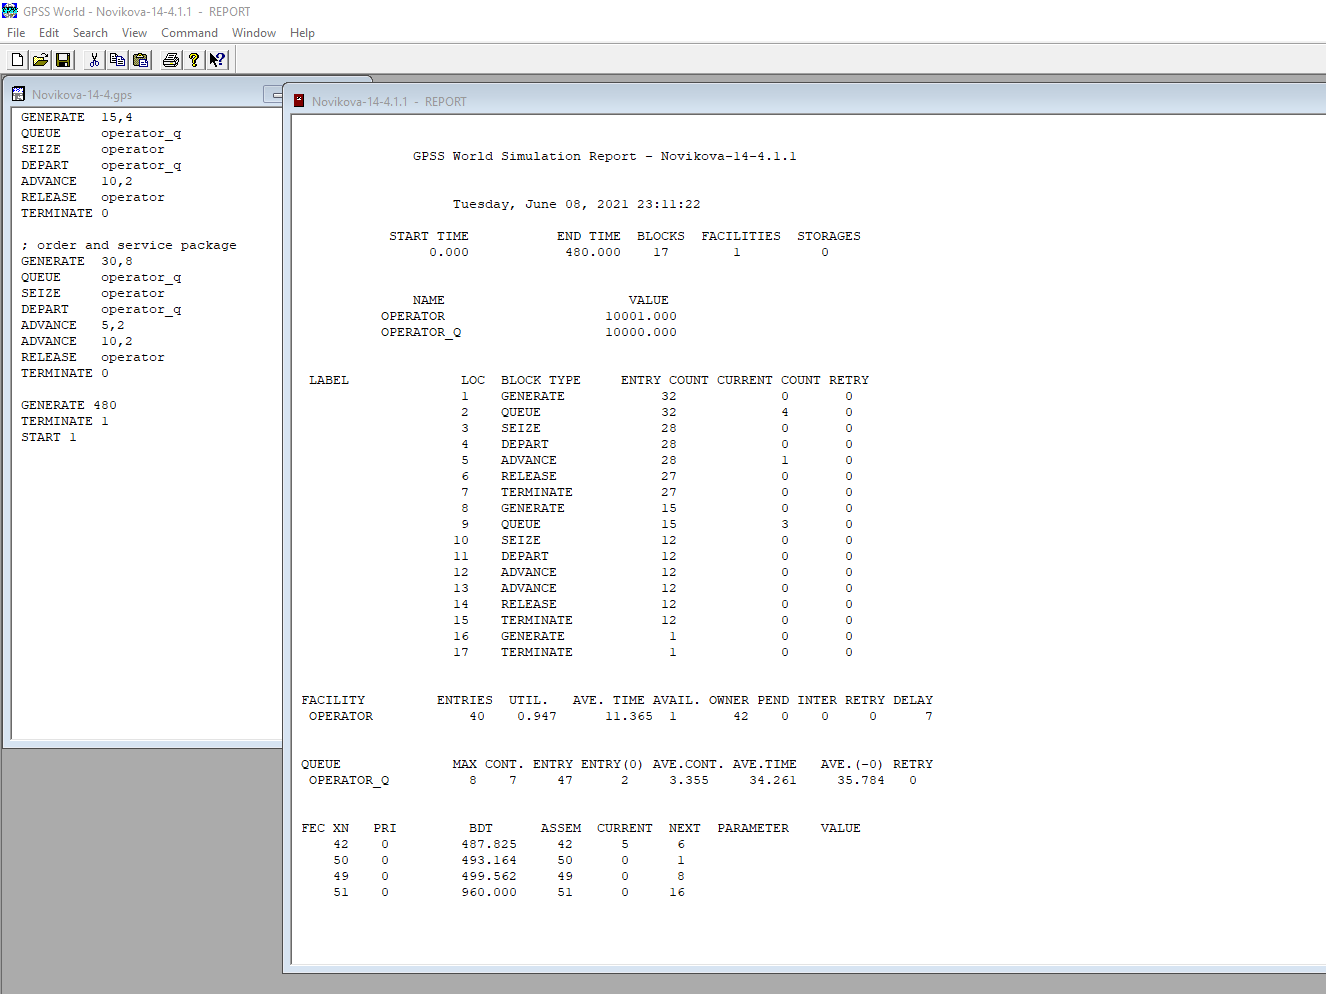 GPSS World - Novikova-14-4.1.1  -  REPORT
File Edit Search View Command Window Help
Novikova-14-4.gps
GENERATE  15,4
QUEUE     operator_q
SEIZE     operator
DEPART    operator_q
ADVANCE   10,2
RELEASE   operator
TERMINATE 0
; order and service package
GENERATE  30,8
QUEUE     operator_q
SEIZE     operator
DEPART    operator_q
ADVANCE   5,2
ADVANCE   10,2
RELEASE   operator
TERMINATE 0
GENERATE 480
TERMINATE 1
START 1
Novikova-14-4.1.1  -  REPORT
GPSS World Simulation Report - Novikova-14-4.1.1
Tuesday, June 08, 2021 23:11:22
START TIME           END TIME  BLOCKS  FACILITIES  STORAGES
0.000            480.000    17        1          0
NAME                       VALUE
OPERATOR                    10001.000
OPERATOR_Q                  10000.000
LABEL              LOC  BLOCK TYPE     ENTRY COUNT CURRENT COUNT RETRY
1    GENERATE            32             0       0
2    QUEUE               32             4       0
3    SEIZE               28             0       0
4    DEPART              28             0       0
5    ADVANCE             28             1       0
6    RELEASE             27             0       0
7    TERMINATE           27             0       0
8    GENERATE            15             0       0
9    QUEUE               15             3       0
10    SEIZE               12             0       0
11    DEPART              12             0       0
12    ADVANCE             12             0       0
13    ADVANCE             12             0       0
14    RELEASE             12             0       0
15    TERMINATE           12             0       0
16    GENERATE             1             0       0
17    TERMINATE            1             0       0
FACILITY         ENTRIES  UTIL.   AVE. TIME AVAIL. OWNER PEND INTER RETRY DELAY
OPERATOR            40    0.947      11.365  1       42    0    0     0      7
QUEUE              MAX CONT. ENTRY ENTRY(0) AVE.CONT. AVE.TIME   AVE.(-0) RETRY
OPERATOR_Q          8    7     47      2     3.355     34.261     35.784   0
FEC XN   PRI         BDT      ASSEM  CURRENT  NEXT  PARAMETER    VALUE
42    0         487.825     42      5      6
50    0         493.164     50      0      1
49    0         499.562     49      0      8
51    0         960.000     51      0     16